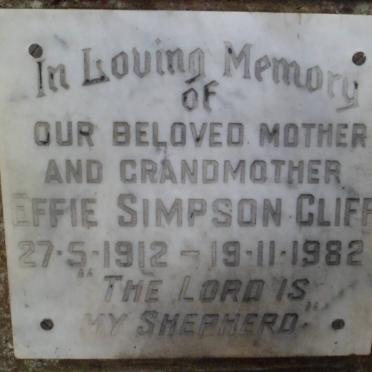 In Loving Memory
of
OUR BELOVED MOTHER
AND GRANDMOTHER
EFFIE SIMPSON CLIFF
27-5-1912 - 19-11-1982
"THE LORD IS
MY SHEPHERD"